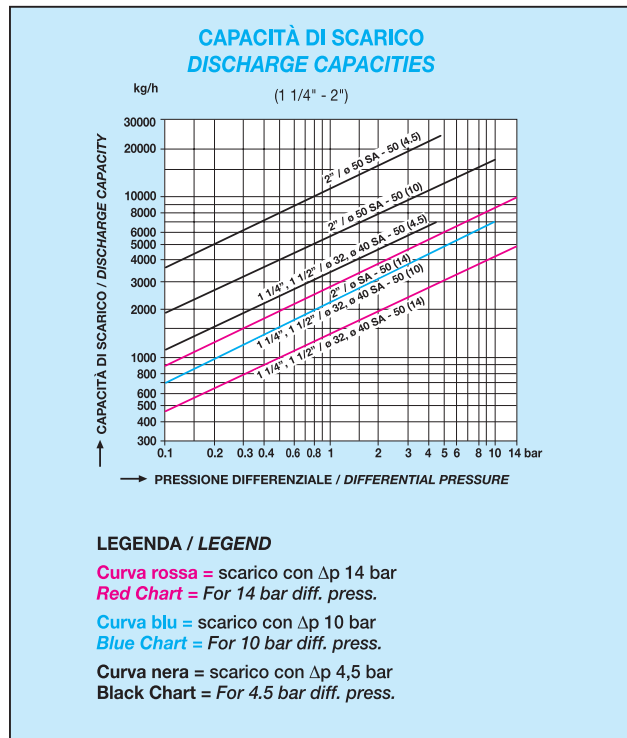 CAPACITÀ DI SCARICO
DISCHARGE CAPACITIES
(1 1/4" - 2")
kg/h
30000
20000
10000
8000
6000
5000
4000
3000
2000
1000
800
600
500
400
300
CAPACITÀ DI SCARICO / DISCHARGE CAPACITY
2" / ø 50 SA - 50 (4.5)
2" / ø 50 SA - 50 (10)
1 1/4", 1 1/2" / ø 32, ø 40 SA - 50 (4.5)
2" / ø SA - 50 (14)
1 1/4", 1 1/2" / ø 32, ø 40 SA - 50 (10)
1 1/4", 1 1/2" / ø 32, ø 40 SA - 50 (14)
0.1 0.2 0.3 0.4 0.6 0.8 1 2 3 4 5 6 8 10 14 bar
PRESSIONE DIFFERENZIALE / DIFFERENTIAL PRESSURE
LEGENDA / LEGEND
Curva rossa = scarico con Δp 14 bar
Red Chart = For 14 bar diff. press.
Curva blu = scarico con Δp 10 bar
Blue Chart = For 10 bar diff. press.
Curva nera = scarico con Δp 4,5 bar
Black Chart = For 4.5 bar diff. press.